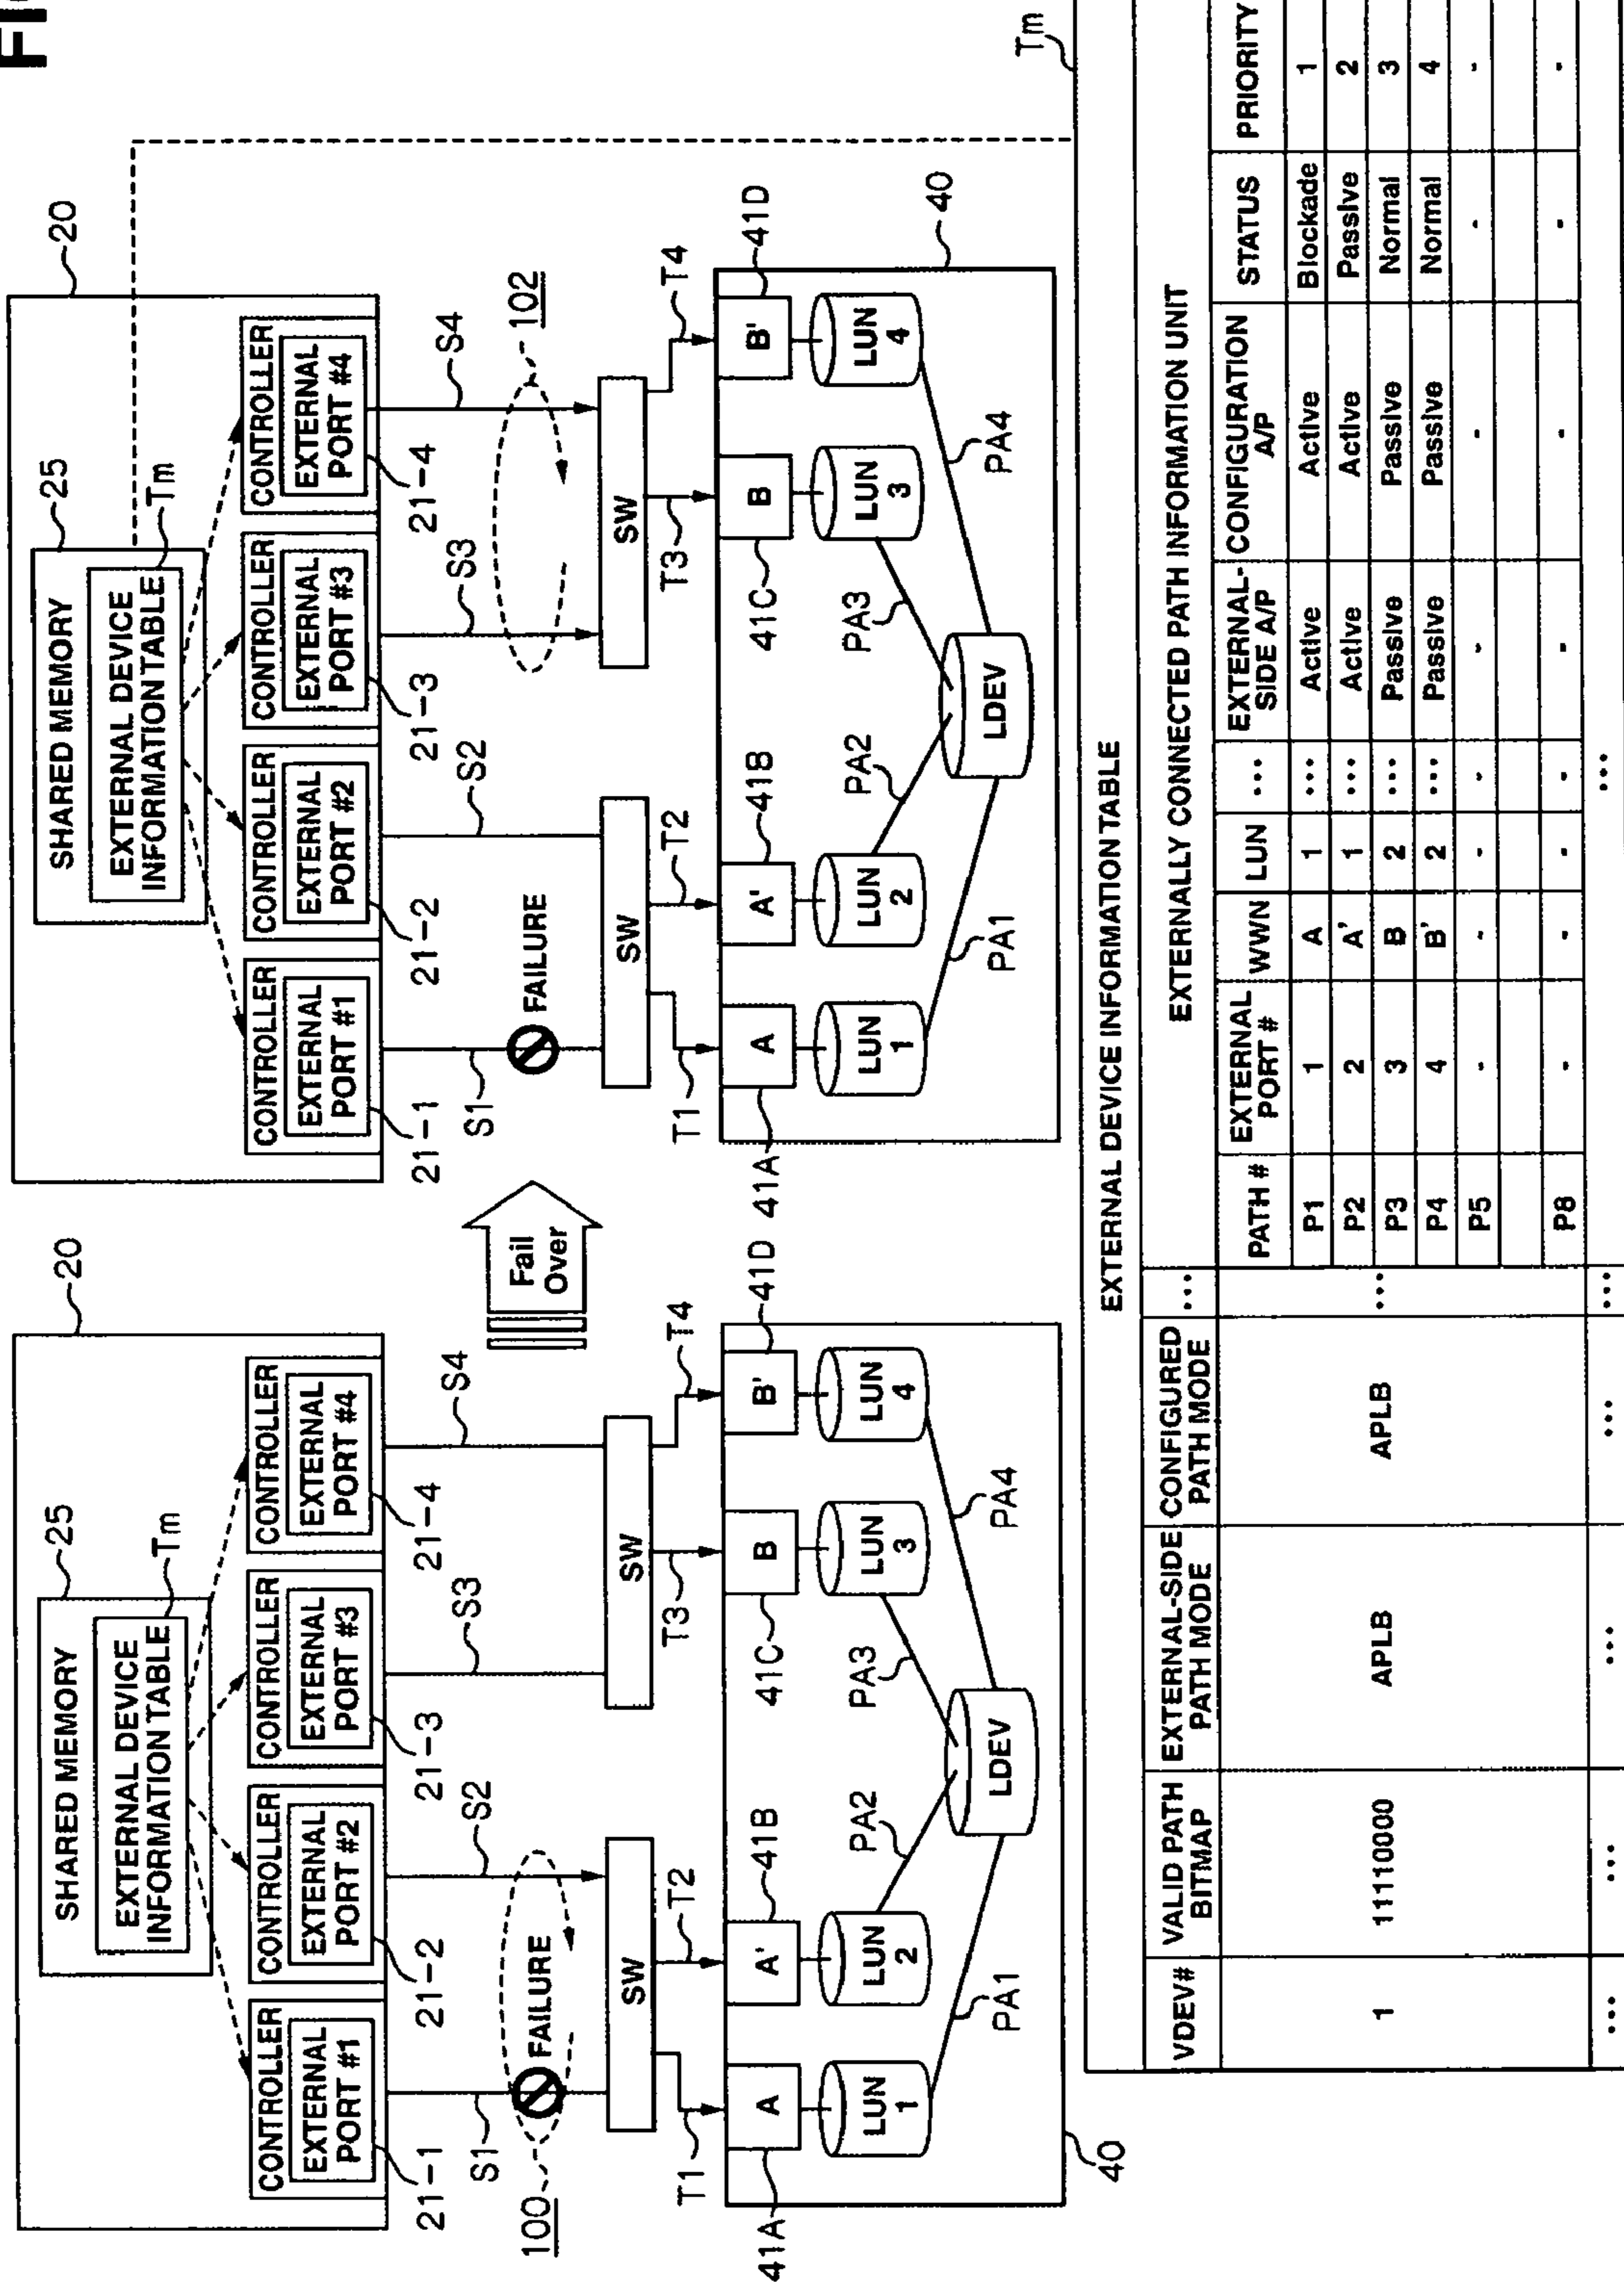 FI
20
25
SHARED MEMORY
Tm
EXTERNAL DEVICE
INFORMATION TABLE
CONTROLLER
EXTERNAL
PORT #1
CONTROLLER
EXTERNAL
PORT #2
CONTROLLER
EXTERNAL
PORT #3
CONTROLLER
EXTERNAL
PORT #4
21-1
21-2
21-3
21-4
S1
S2
S3
S4
100
FAILURE
SW
SW
T1
T2
T3
T4
41A
41B
41C
41D
A
A'
B
B'
LUN
1
LUN
2
LUN
3
LUN
4
PA1
PA2
PA3
PA4
LDEV
40
Fail
Over
20
25
SHARED MEMORY
Tm
EXTERNAL DEVICE
INFORMATION TABLE
CONTROLLER
EXTERNAL
PORT #1
CONTROLLER
EXTERNAL
PORT #2
CONTROLLER
EXTERNAL
PORT #3
CONTROLLER
EXTERNAL
PORT #4
21-1
21-2
21-3
21-4
S1
S2
S3
S4
FAILURE
102
SW
SW
T1
T2
T3
T4
41A
41B
41C
41D
A
A'
B
B'
LUN
1
LUN
2
LUN
3
LUN
4
PA1
PA2
PA3
PA4
LDEV
40
Tm
EXTERNAL DEVICE INFORMATION TABLE
VDEV# VALID PATH BITMAP EXTERNAL-SIDE PATH MODE CONFIGURED PATH MODE ... EXTERNALLY CONNECTED PATH INFORMATION UNIT
PATH # EXTERNAL PORT # WWN LUN ... EXTERNAL-SIDE A/P CONFIGURATION A/P STATUS PRIORITY
1 11110000 APLB APLB ...
P1 1 A 1 ... Active Active Blockade 1
P2 2 A' 1 ... Active Active Passive 2
P3 3 B 2 ... Passive Passive Normal 3
P4 4 B' 2 ... Passive Passive Normal 4
P5 - - - - - - - -
P8 - - - - - - - -
... ... ... ... ... ...